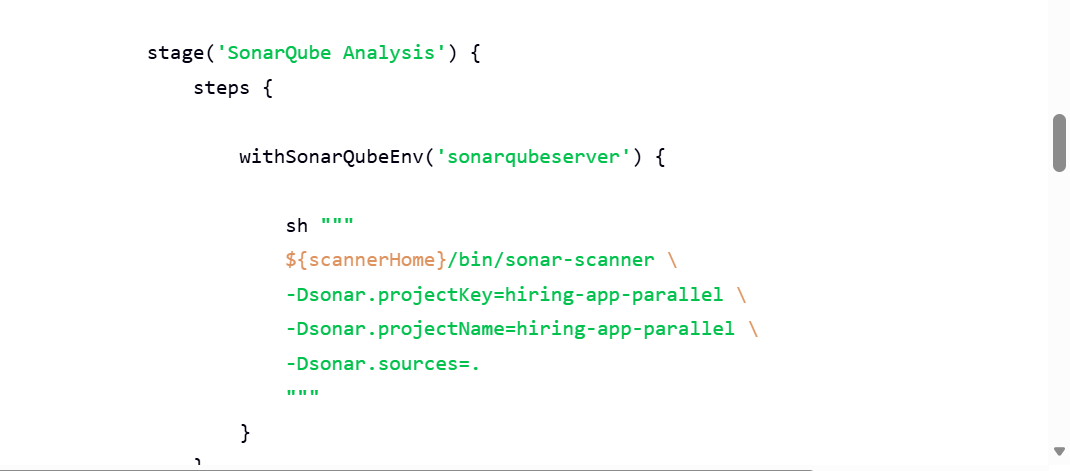 stage('SonarQube Analysis') {
steps {
withSonarQubeEnv('sonarqubeserver') {
sh """
${scannerHome}/bin/sonar-scanner \
-Dsonar.projectKey=hiring-app-parallel \
-Dsonar.projectName=hiring-app-parallel \
-Dsonar.sources=.
"""
}